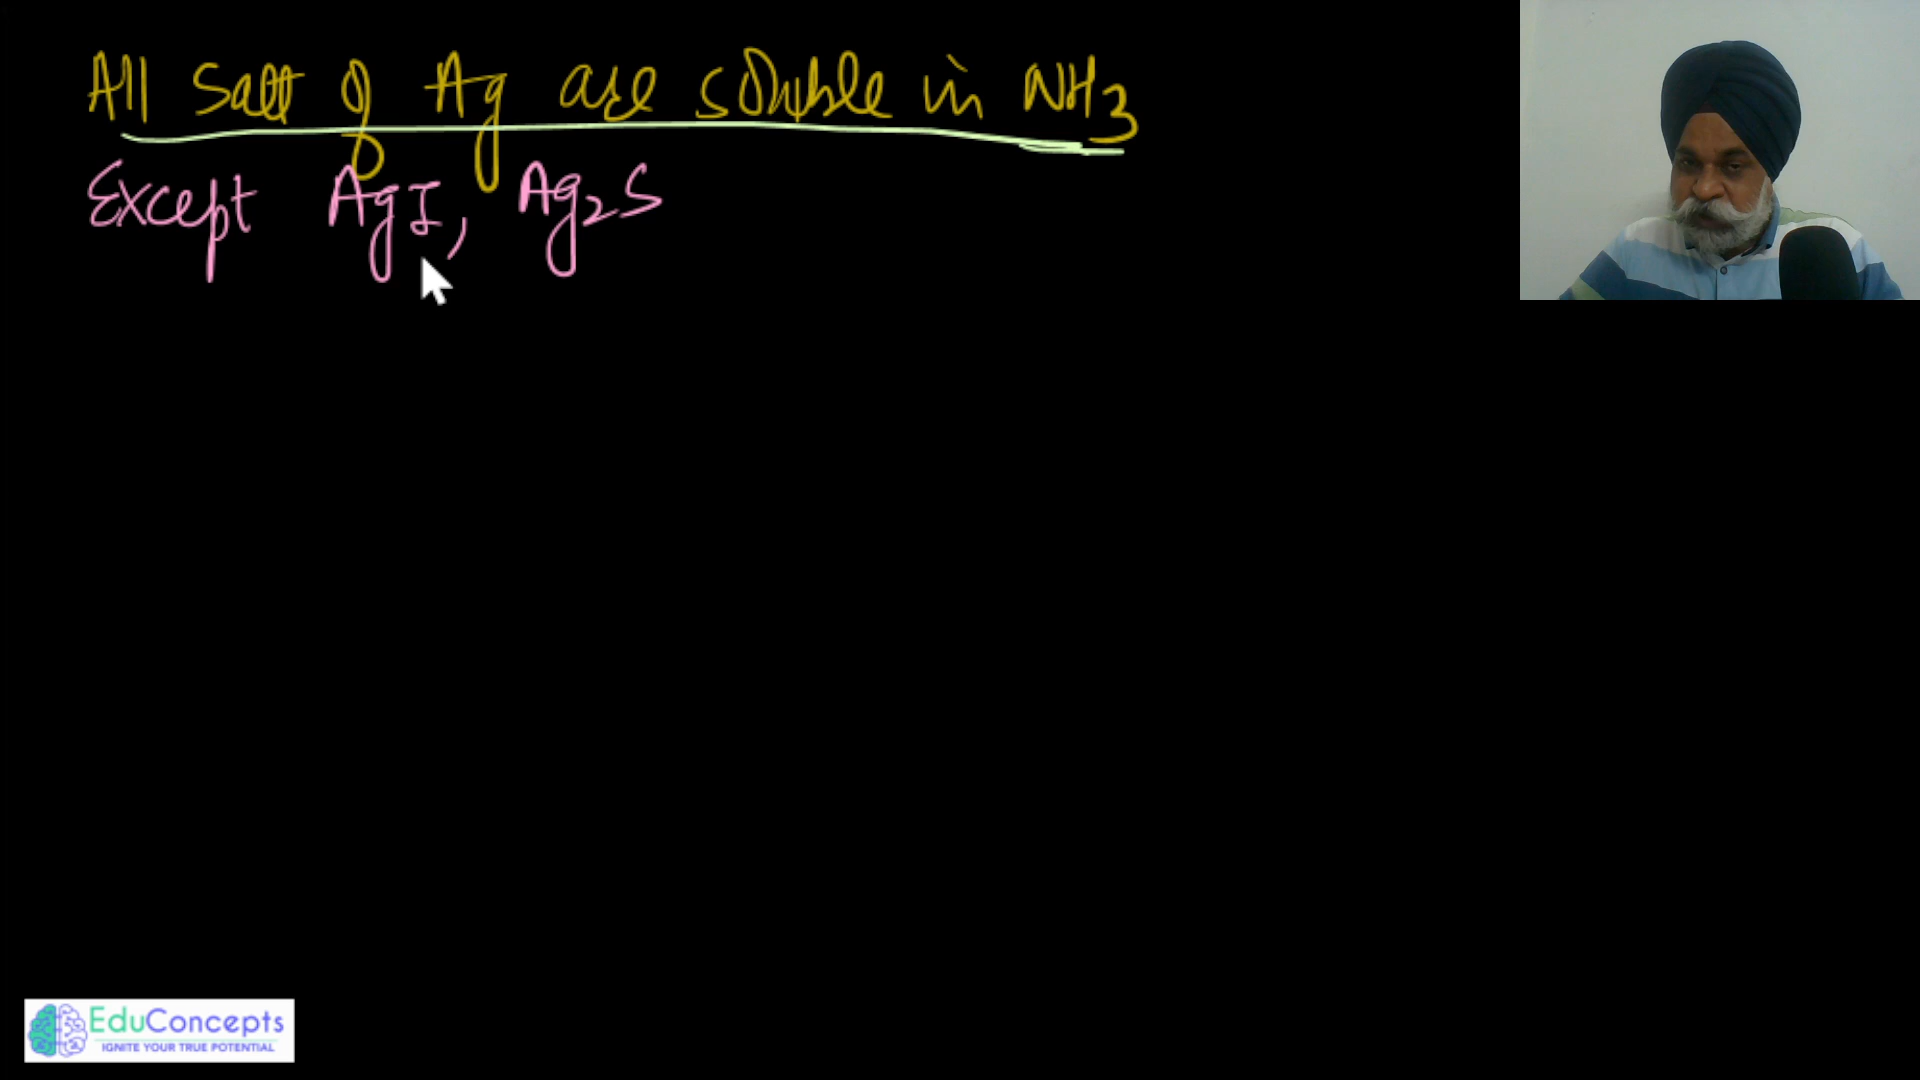 All Salt of Ag are soluble in NH3
Except AgI, Ag2S
EduConcepts
IGNITE YOUR TRUE POTENTIAL